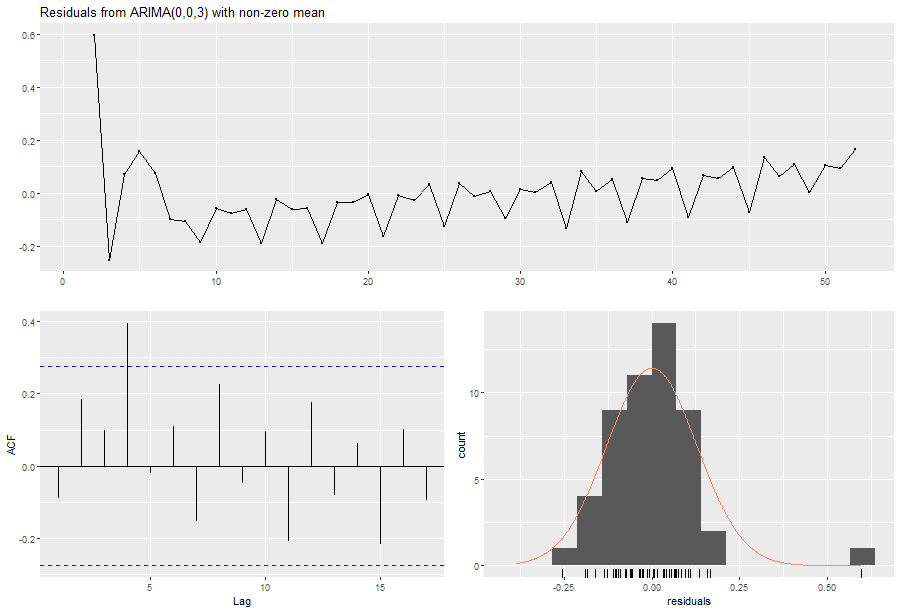 Residuals from ARIMA(0,0,3) with non-zero mean
0.6
0.4
0.2
0.0
-0.2
0 10 20 30 40 50
0.4
0.2
0.0
-0.2
ACF
5 10 15
Lag
10
5
0
count
-0.25 0.00 0.25 0.50
residuals